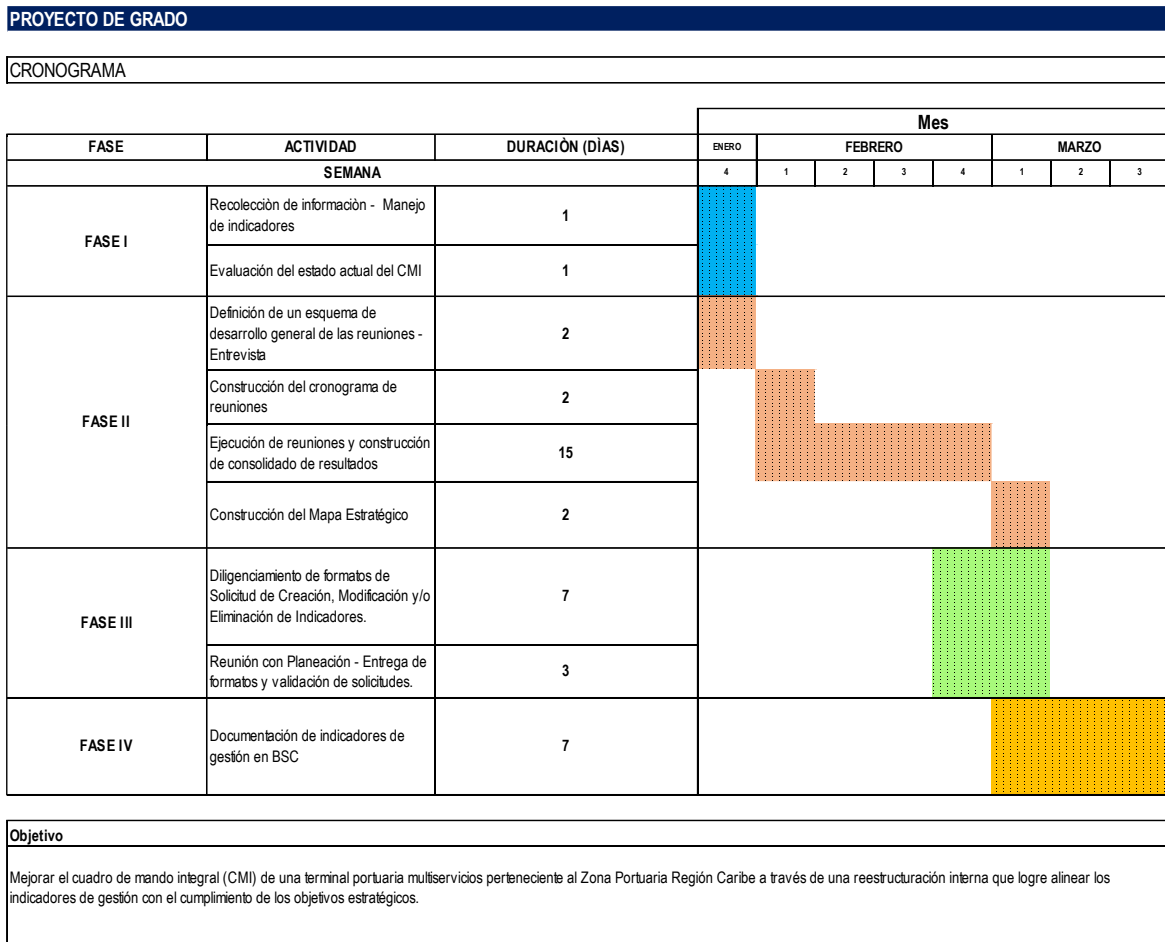 PROYECTO DE GRADO
CRONOGRAMA
Mes
FASE ACTIVIDAD DURACIÒN (DÌAS) ENERO FEBRERO MARZO
SEMANA 4 1 2 3 4 1 2 3
FASE I
Recolecciòn de informaciòn - Manejo
de indicadores
1
Evaluación del estado actual del CMI
1
FASE II
Definición de un esquema de
desarrollo general de las reuniones -
Entrevista
2
Construcción del cronograma de
reuniones
2
Ejecución de reuniones y construcción
de consolidado de resultados
15
Construcción del Mapa Estratégico
2
FASE III
Diligenciamiento de formatos de
Solicitud de Creación, Modificación y/o
Eliminación de Indicadores.
7
Reunión con Planeación - Entrega de
formatos y validación de solicitudes.
3
FASE IV
Documentación de indicadores de
gestión en BSC
7
Objetivo
Mejorar el cuadro de mando integral (CMI) de una terminal portuaria multiservicios perteneciente al Zona Portuaria Región Caribe a través de una reestructuración interna que logre alinear los
indicadores de gestión con el cumplimiento de los objetivos estratégicos.